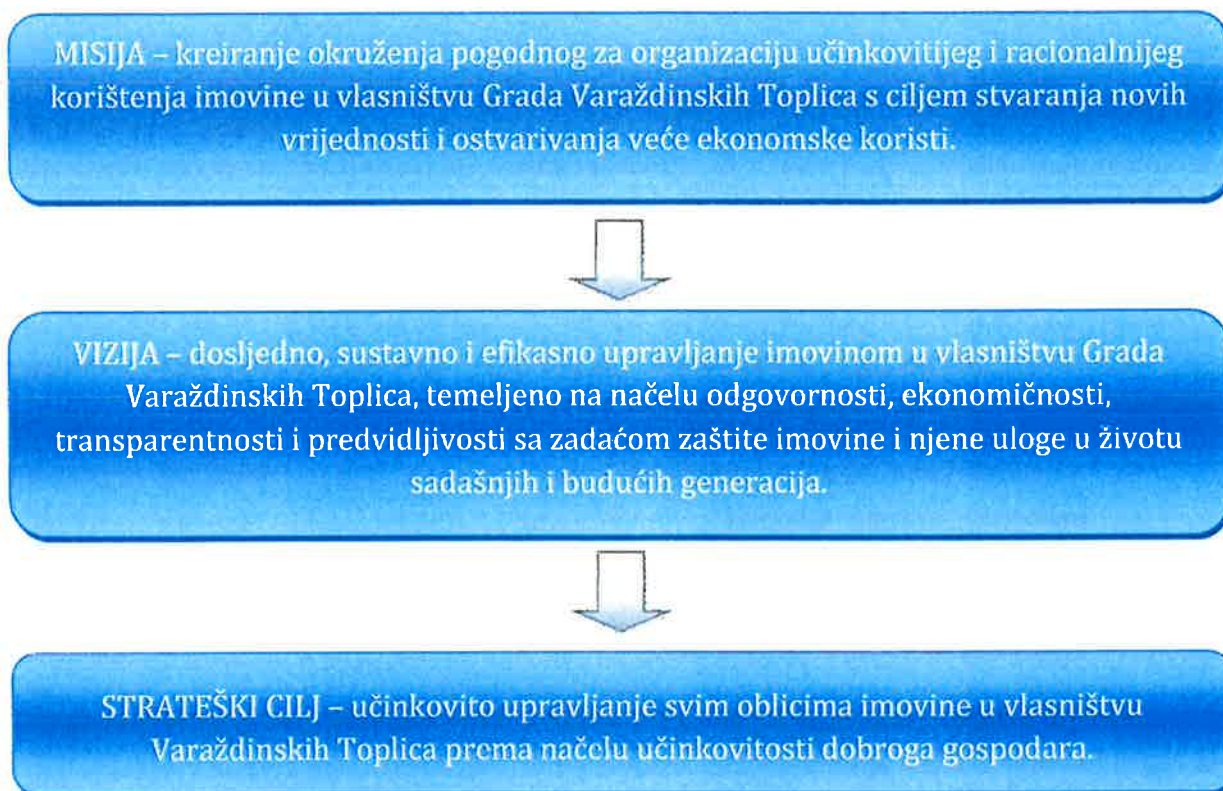 MISIJA – kreiranje okruženja pogodnog za organizaciju učinkovitijeg i racionalnijeg
korištenja imovine u vlasništvu Grada Varaždinskih Toplica s ciljem stvaranja novih
vrijednosti i ostvarivanja veće ekonomske koristi.
VIZIJA – dosljedno, sustavno i efikasno upravljanje imovinom u vlasništvu Grada
Varaždinskih Toplica, temeljeno na načelu odgovornosti, ekonomičnosti,
transparentnosti i predvidljivosti sa zadaćom zaštite imovine i njene uloge u životu
sadašnjih i budućih generacija.
STRATEŠKI CILJ – učinkovito upravljanje svim oblicima imovine u vlasništvu
Varaždinskih Toplica prema načelu učinkovitosti dobroga gospodara.